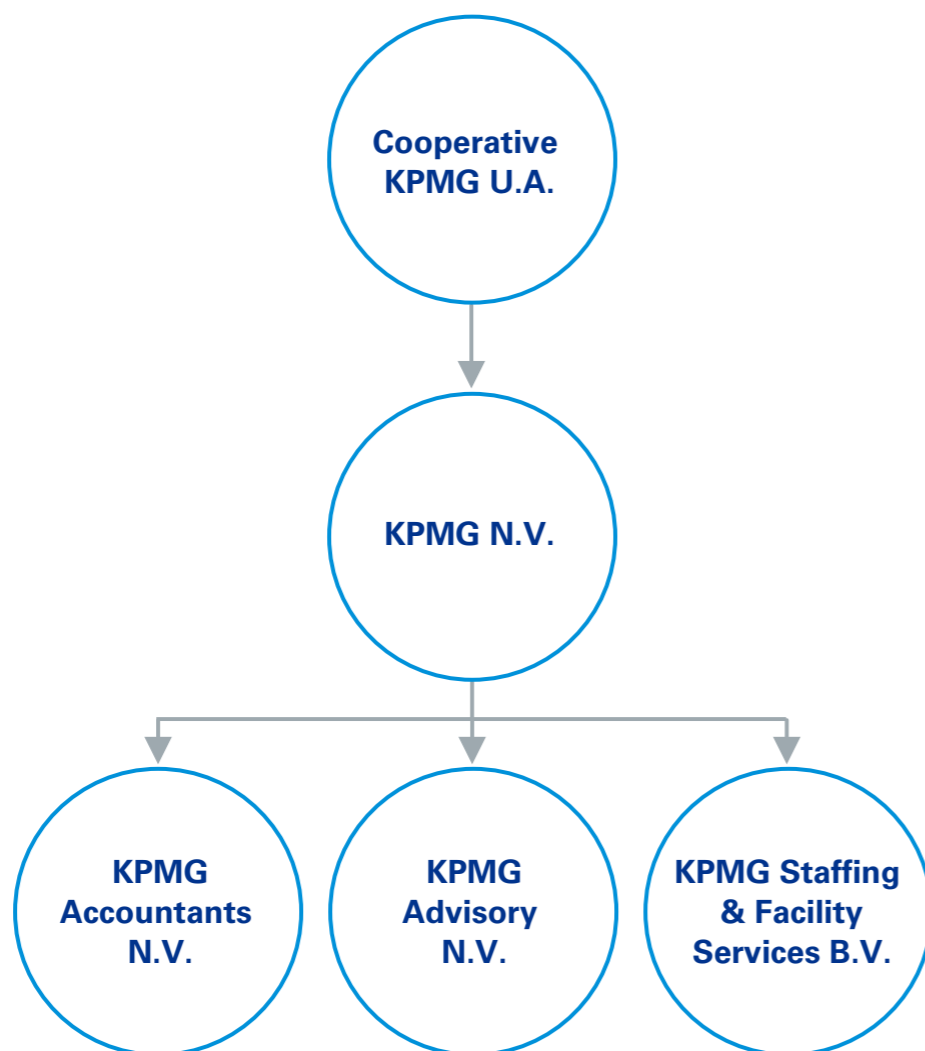 Cooperative
KPMG U.A.
KPMG N.V.
KPMG
Accountants
N.V.
KPMG
Advisory
N.V.
KPMG Staffing
& Facility
Services B.V.